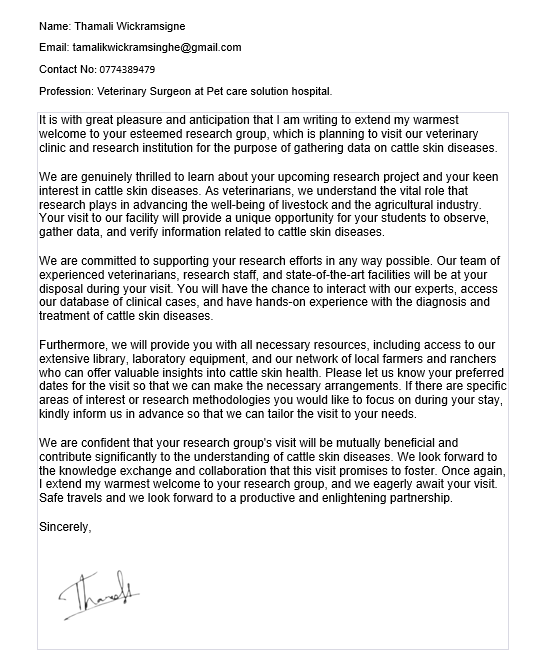 Name: Thamali Wickramsigne
Email: tamalikwickramsinghe@gmail.com
Contact No: 0774389479
Profession: Veterinary Surgeon at Pet care solution hospital.
It is with great pleasure and anticipation that I am writing to extend my warmest
welcome to your esteemed research group, which is planning to visit our veterinary
clinic and research institution for the purpose of gathering data on cattle skin diseases.
We are genuinely thrilled to learn about your upcoming research project and your keen
interest in cattle skin diseases. As veterinarians, we understand the vital role that
research plays in advancing the well-being of livestock and the agricultural industry.
Your visit to our facility will provide a unique opportunity for your students to observe,
gather data, and verify information related to cattle skin diseases.
We are committed to supporting your research efforts in any way possible. Our team of
experienced veterinarians, research staff, and state-of-the-art facilities will be at your
disposal during your visit. You will have the chance to interact with our experts, access
our database of clinical cases, and have hands-on experience with the diagnosis and
treatment of cattle skin diseases.
Furthermore, we will provide you with all necessary resources, including access to our
extensive library, laboratory equipment, and our network of local farmers and ranchers
who can offer valuable insights into cattle skin health. Please let us know your preferred
dates for the visit so that we can make the necessary arrangements. If there are specific
areas of interest or research methodologies you would like to focus on during your stay,
kindly inform us in advance so that we can tailor the visit to your needs.
We are confident that your research group's visit will be mutually beneficial and
contribute significantly to the understanding of cattle skin diseases. We look forward to
the knowledge exchange and collaboration that this visit promises to foster. Once again,
I extend my warmest welcome to your research group, and we eagerly await your visit.
Safe travels and we look forward to a productive and enlightening partnership.
Sincerely,